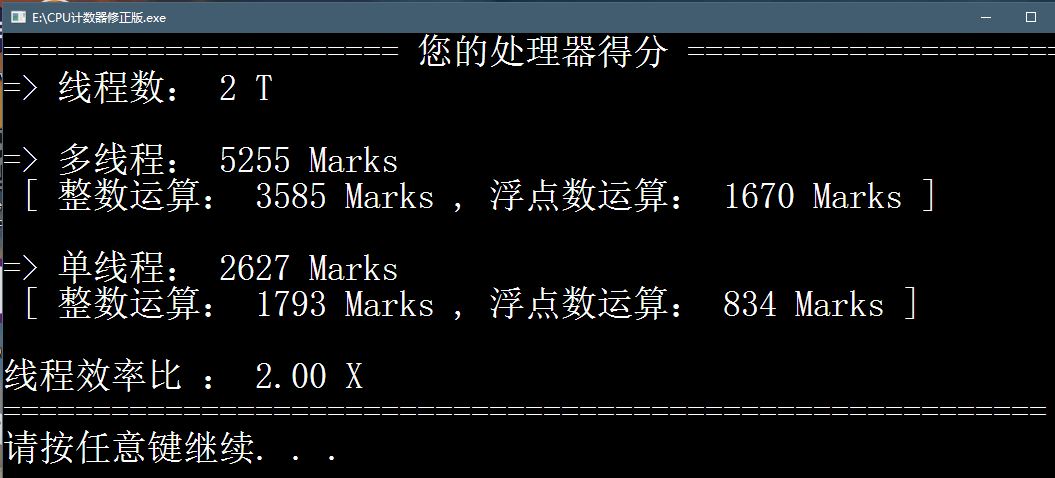 E:\CPU计数器修正版.exe
====================== 您的处理器得分 =====================
=> 线程数： 2 T
=> 多线程： 5255 Marks
[ 整数运算： 3585 Marks , 浮点数运算： 1670 Marks ]
=> 单线程： 2627 Marks
[ 整数运算： 1793 Marks , 浮点数运算： 834 Marks ]
线程效率比 ： 2.00 X
==========================================================
请按任意键继续. . .